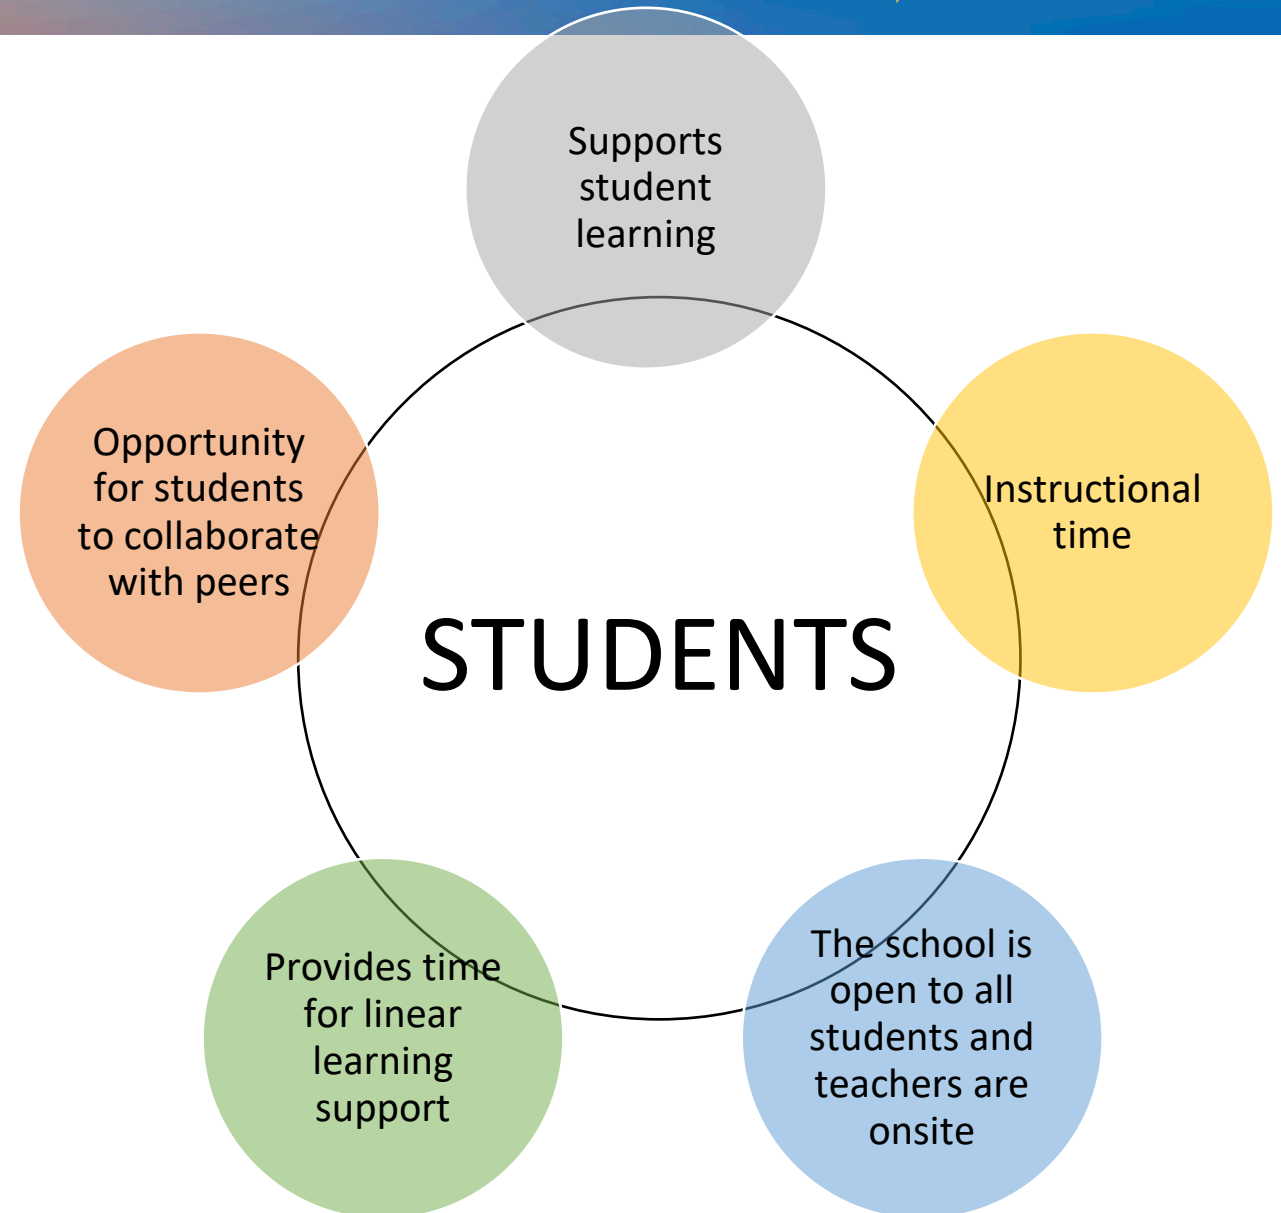 Supports
student
learning
Opportunity
for students
to collaborate
with peers
Instructional
time
STUDENTS
Provides time
for linear
learning
support
The school is
open to all
students and
teachers are
onsite